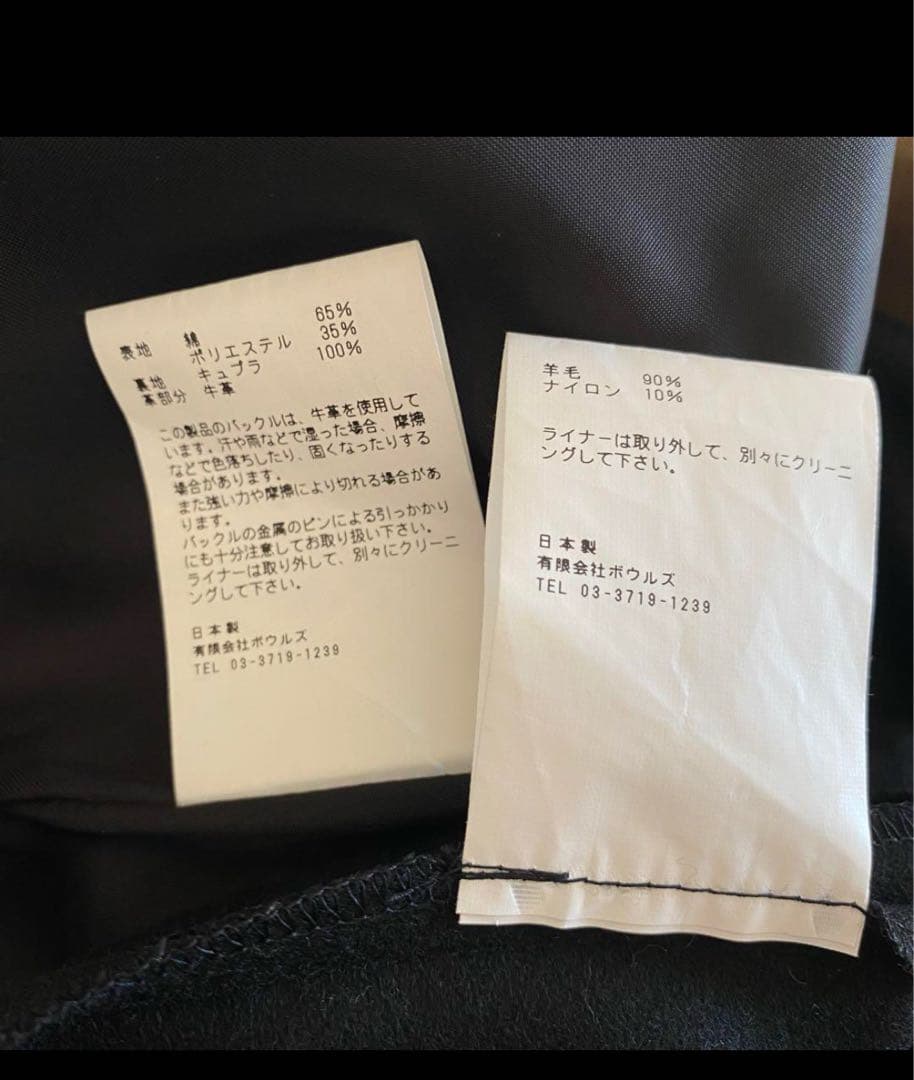 表地 綿 65%
ポリエステル 35%
裏地 キュプラ 100%
革部分 牛革
この製品のバックルは、牛革を使用して
います。汗や雨などで湿った場合、摩擦
などで色落ちしたり、固くなったりする
場合があります。
また強い力や摩擦により切れる場合があ
ります。
バックルの金属のピンによる引っかかり
にも十分注意してお取り扱い下さい。
ライナーは取り外して、別々にクリーニ
ングして下さい。
日本製
有限会社ボウルズ
TEL 03-3719-1239
羊毛 90%
ナイロン 10%
ライナーは取り外して、別々にクリーニ
ングして下さい。
日本製
有限会社ボウルズ
TEL 03-3719-1239